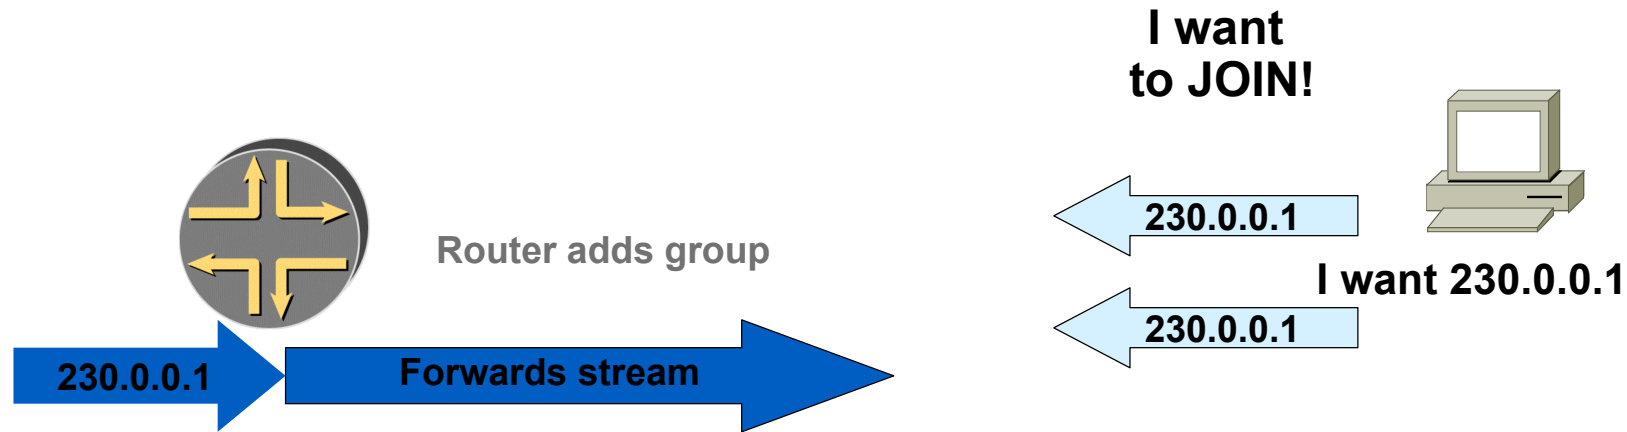 I want
to JOIN!
230.0.0.1
Router adds group
I want 230.0.0.1
230.0.0.1
230.0.0.1
Forwards stream